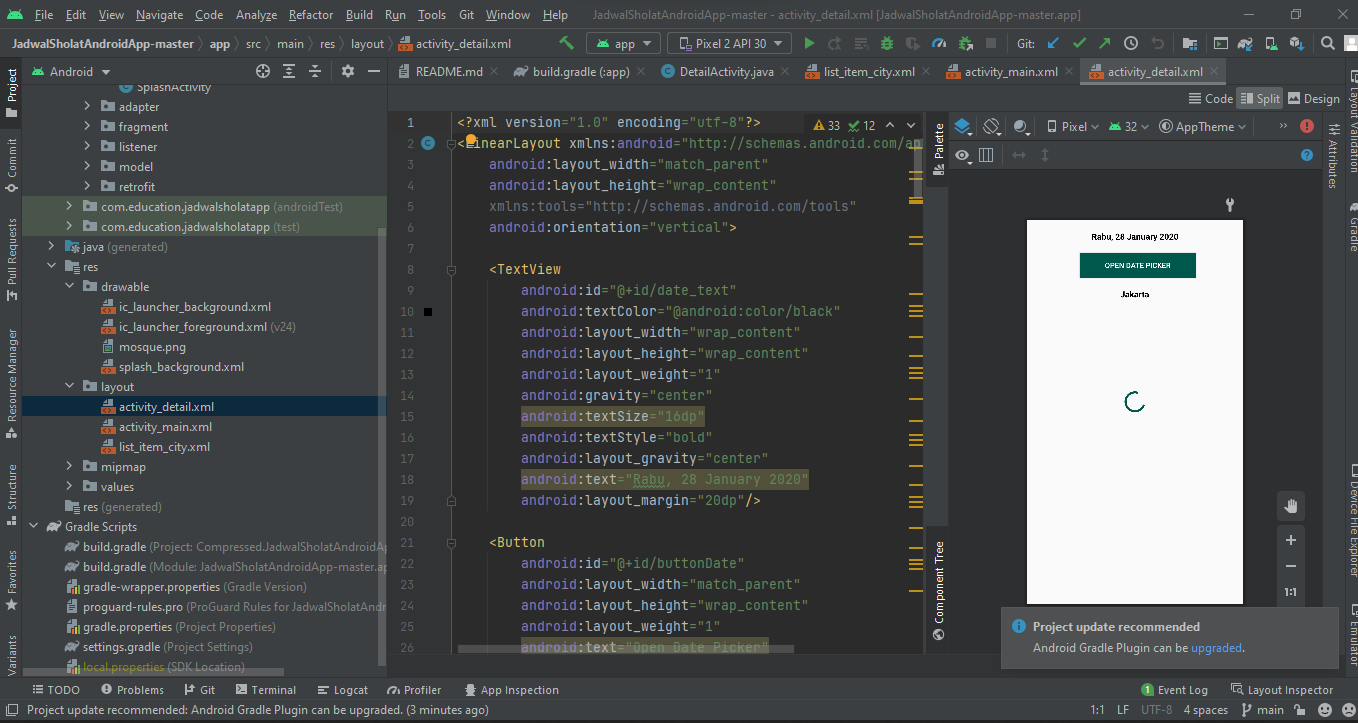 File Edit View Navigate Code Analyze Refactor Build Run Tools Git Window Help JadwalSholatAndroidApp-master - activity_detail.xml [JadwalSholatAndroidApp-master.app]
JadwalSholatAndroidApp-master app src main res layout activity_detail.xml app Pixel 2 API 30 Git:
Project
Commit
Pull Requests
Resource Manager
Structure
Favorites
Variants
Android
SplashActivity
adapter
fragment
listener
model
retrofit
com.education.jadwalsholatapp (androidTest)
com.education.jadwalsholatapp (test)
java (generated)
res
drawable
ic_launcher_background.xml
ic_launcher_foreground.xml (v24)
mosque.png
splash_background.xml
layout
activity_detail.xml
activity_main.xml
list_item_city.xml
mipmap
values
res (generated)
Gradle Scripts
build.gradle (Project: Compressed.JadwalSholatAndroidA
build.gradle (Module: JadwalSholatAndroidApp-master.ap
gradle-wrapper.properties (Gradle Version)
proguard-rules.pro (ProGuard Rules for JadwalSholatAndr
gradle.properties (Project Properties)
settings.gradle (Project Settings)
local.properties (SDK Location)
README.md build.gradle (:app) DetailActivity.java list_item_city.xml activity_main.xml activity_detail.xml
Code Split Design
33 12
1 <?xml version="1.0" encoding="utf-8"?>
2 <LinearLayout xmlns:android="http://schemas.android.com/ap
3 android:layout_width="match_parent"
4 android:layout_height="wrap_content"
5 xmlns:tools="http://schemas.android.com/tools"
6 android:orientation="vertical">
7
8 <TextView
9 android:id="@+id/date_text"
10 android:textColor="@android:color/black"
11 android:layout_width="wrap_content"
12 android:layout_height="wrap_content"
13 android:layout_weight="1"
14 android:gravity="center"
15 android:textSize="16dp"
16 android:textStyle="bold"
17 android:layout_gravity="center"
18 android:text="Rabu, 28 January 2020"
19 android:layout_margin="20dp"/>
20
21 <Button
22 android:id="@+id/buttonDate"
23 android:layout_width="match_parent"
24 android:layout_height="wrap_content"
25 android:layout_weight="1"
26 android:text="Open Date Picker"
Palette
Component Tree
Pixel 32 AppTheme
Rabu, 28 January 2020
OPEN DATE PICKER
Jakarta
1:1
Layout Validation
Attributes
Gradle
Device File Explorer
Emulator
Project update recommended
Android Gradle Plugin can be upgraded.
TODO Problems Git Terminal Logcat Profiler App Inspection 1 Event Log Layout Inspector
Project update recommended: Android Gradle Plugin can be upgraded. (3 minutes ago) 1:1 LF UTF-8 4 spaces main